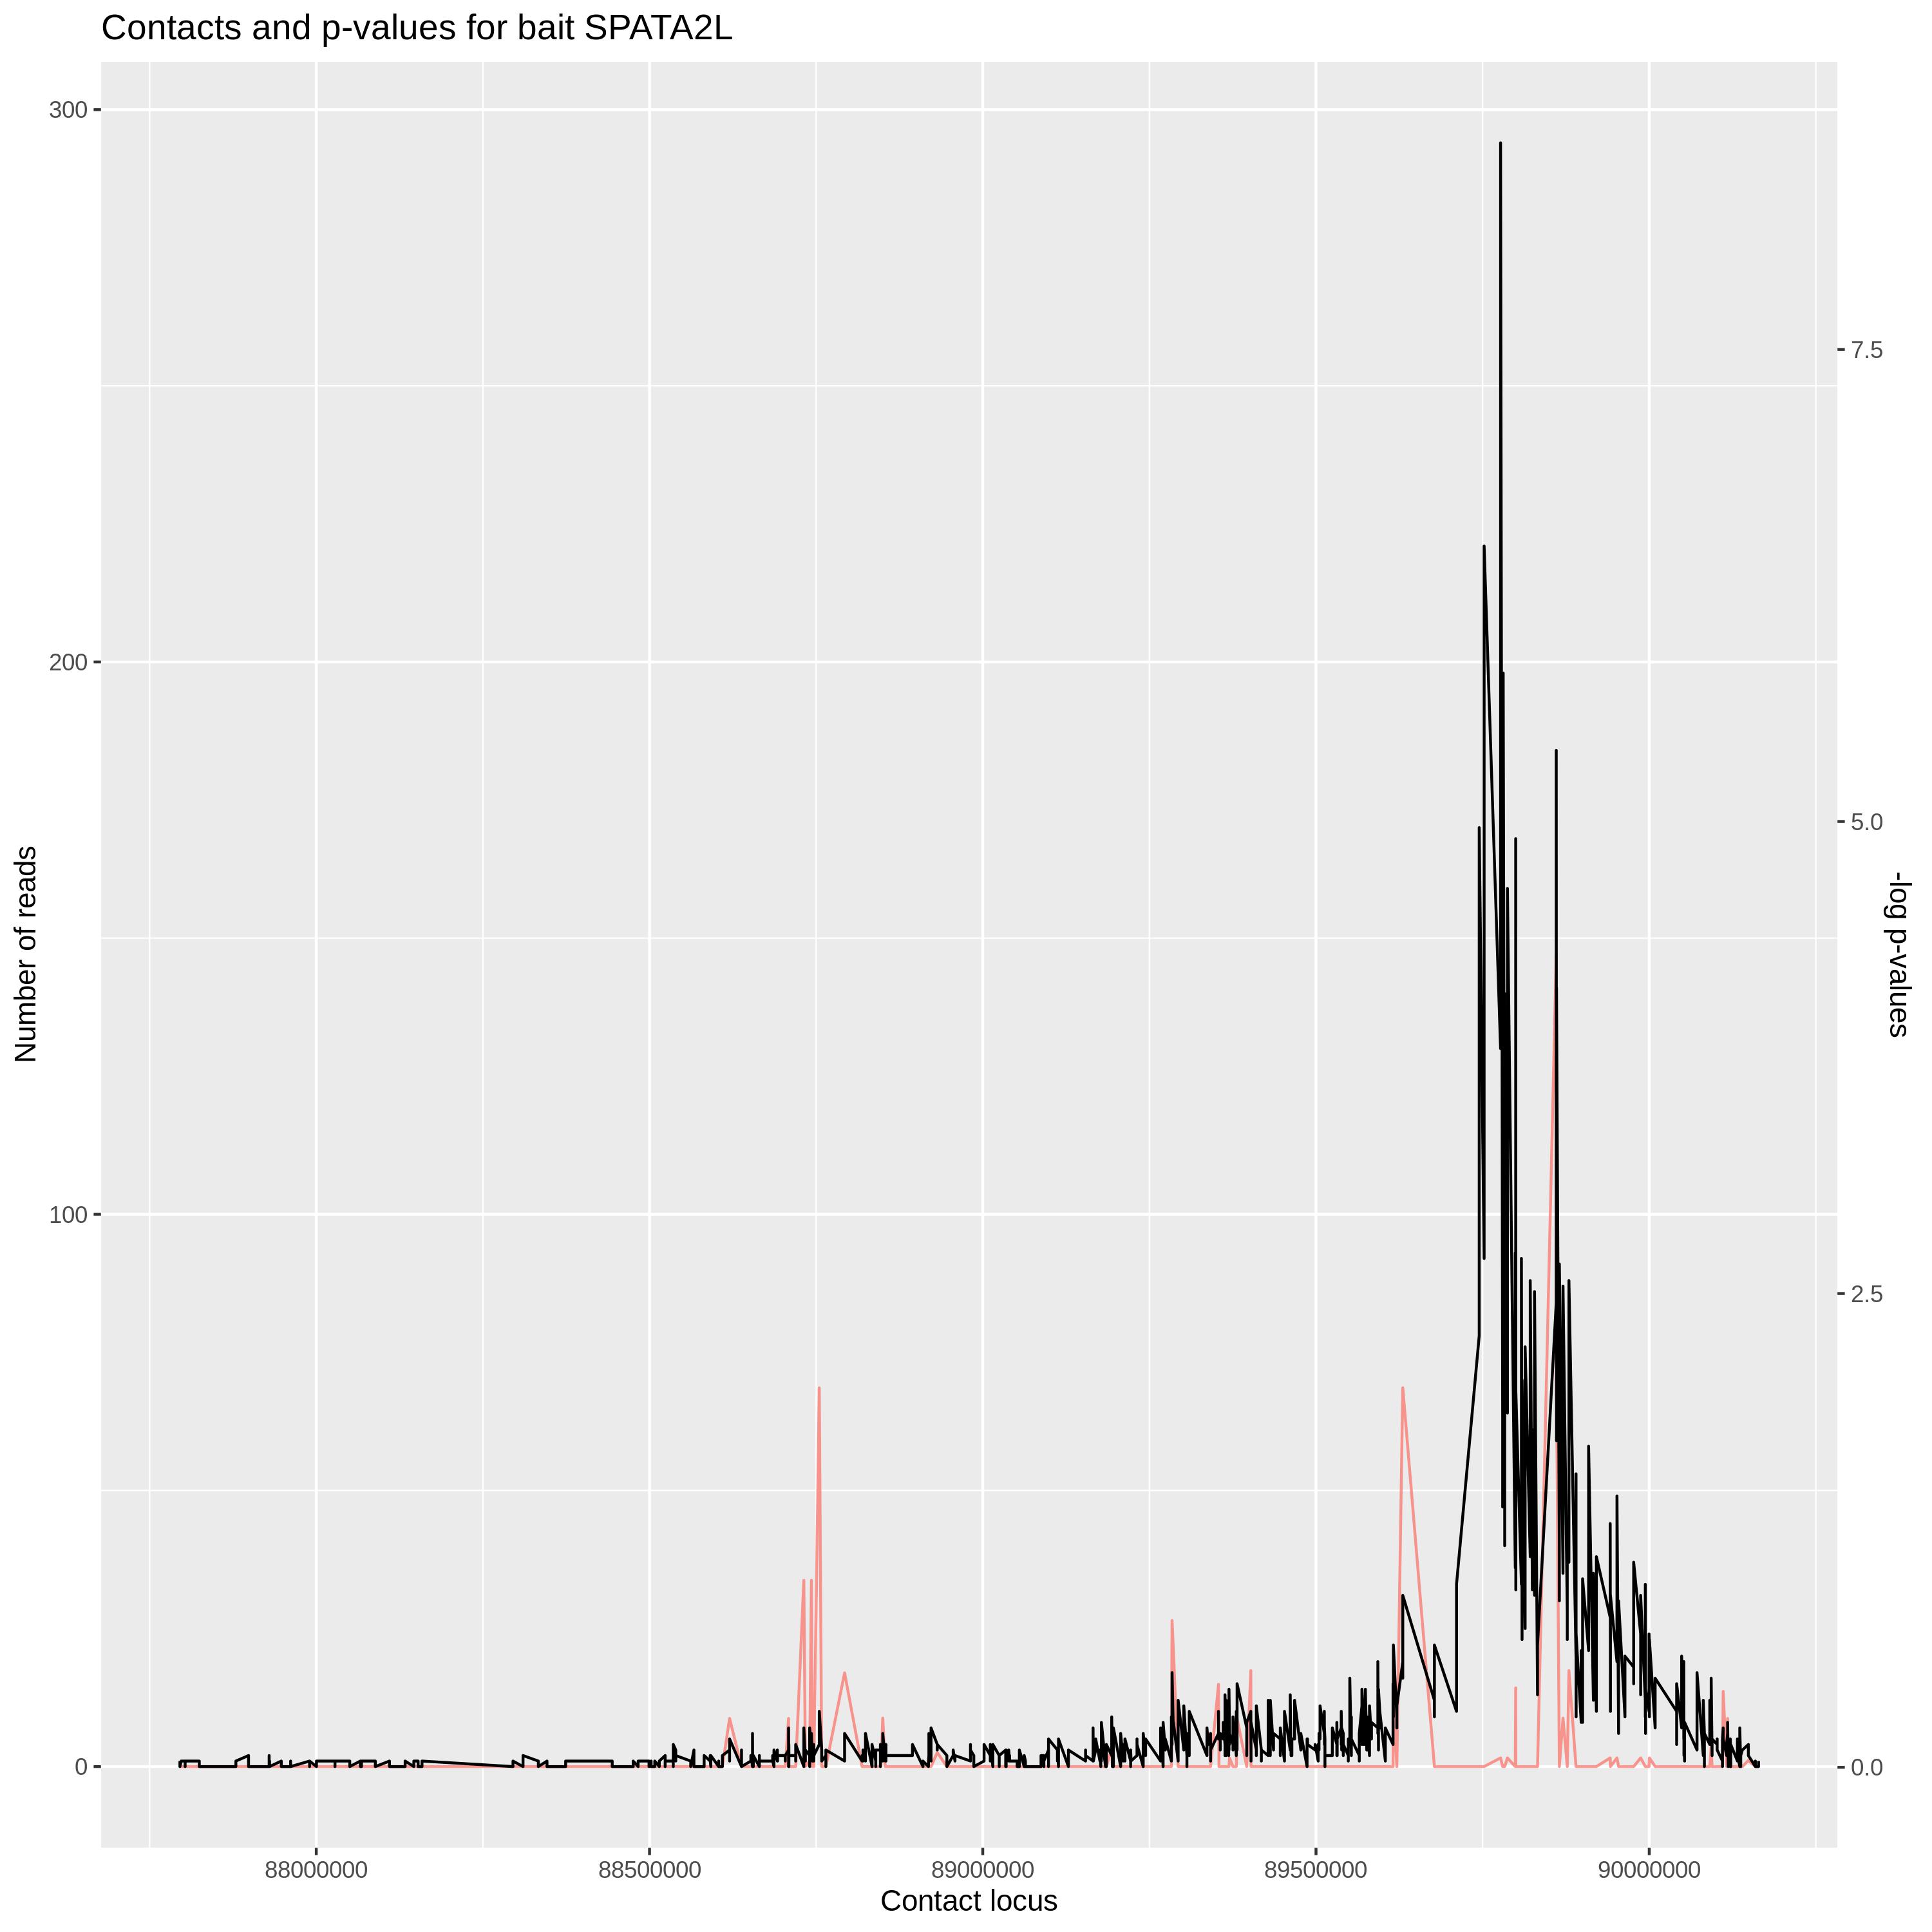 Contacts and p-values for bait SPATA2L
300
200
100
0
Number of reads
7.5
5.0
2.5
0.0
-log p-values
88000000 88500000 89000000 89500000 90000000
Contact locus